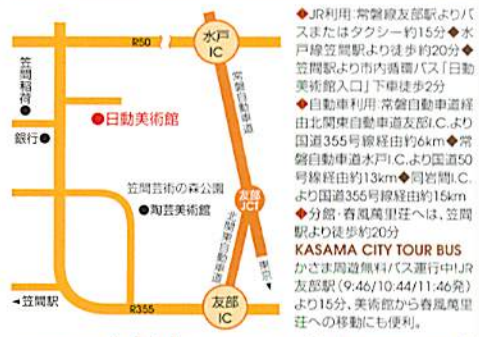 R50
水戸
IC
笠間
稲荷
常磐自動車道
日動美術館
銀行
笠間芸術の森公園
陶芸美術館
友部
JCT
北関東自動車道
東京
笠間駅
R355
友部
IC
◆JR利用:常磐線友部駅よりバ
スまたはタクシー約15分◆水
戸線笠間駅より徒歩約20分◆
笠間駅より市内循環バス「日動
美術館入口」下車徒歩2分
◆自動車利用:常磐自動車道経
由北関東自動車道友部I.C.より
国道355号線経由約6km◆常
磐自動車道水戸I.C.より国道50
号線経由約13km◆同岩間I.C.
より国道355号線経由約15km
◆分館・春風萬里荘へは、笠間
駅より徒歩約20分
KASAMA CITY TOUR BUS
かさま周遊無料バス運行中!JR
友部駅(9:46/10:44/11:46発)
より15分、美術館から春風萬里
荘への移動にも便利。